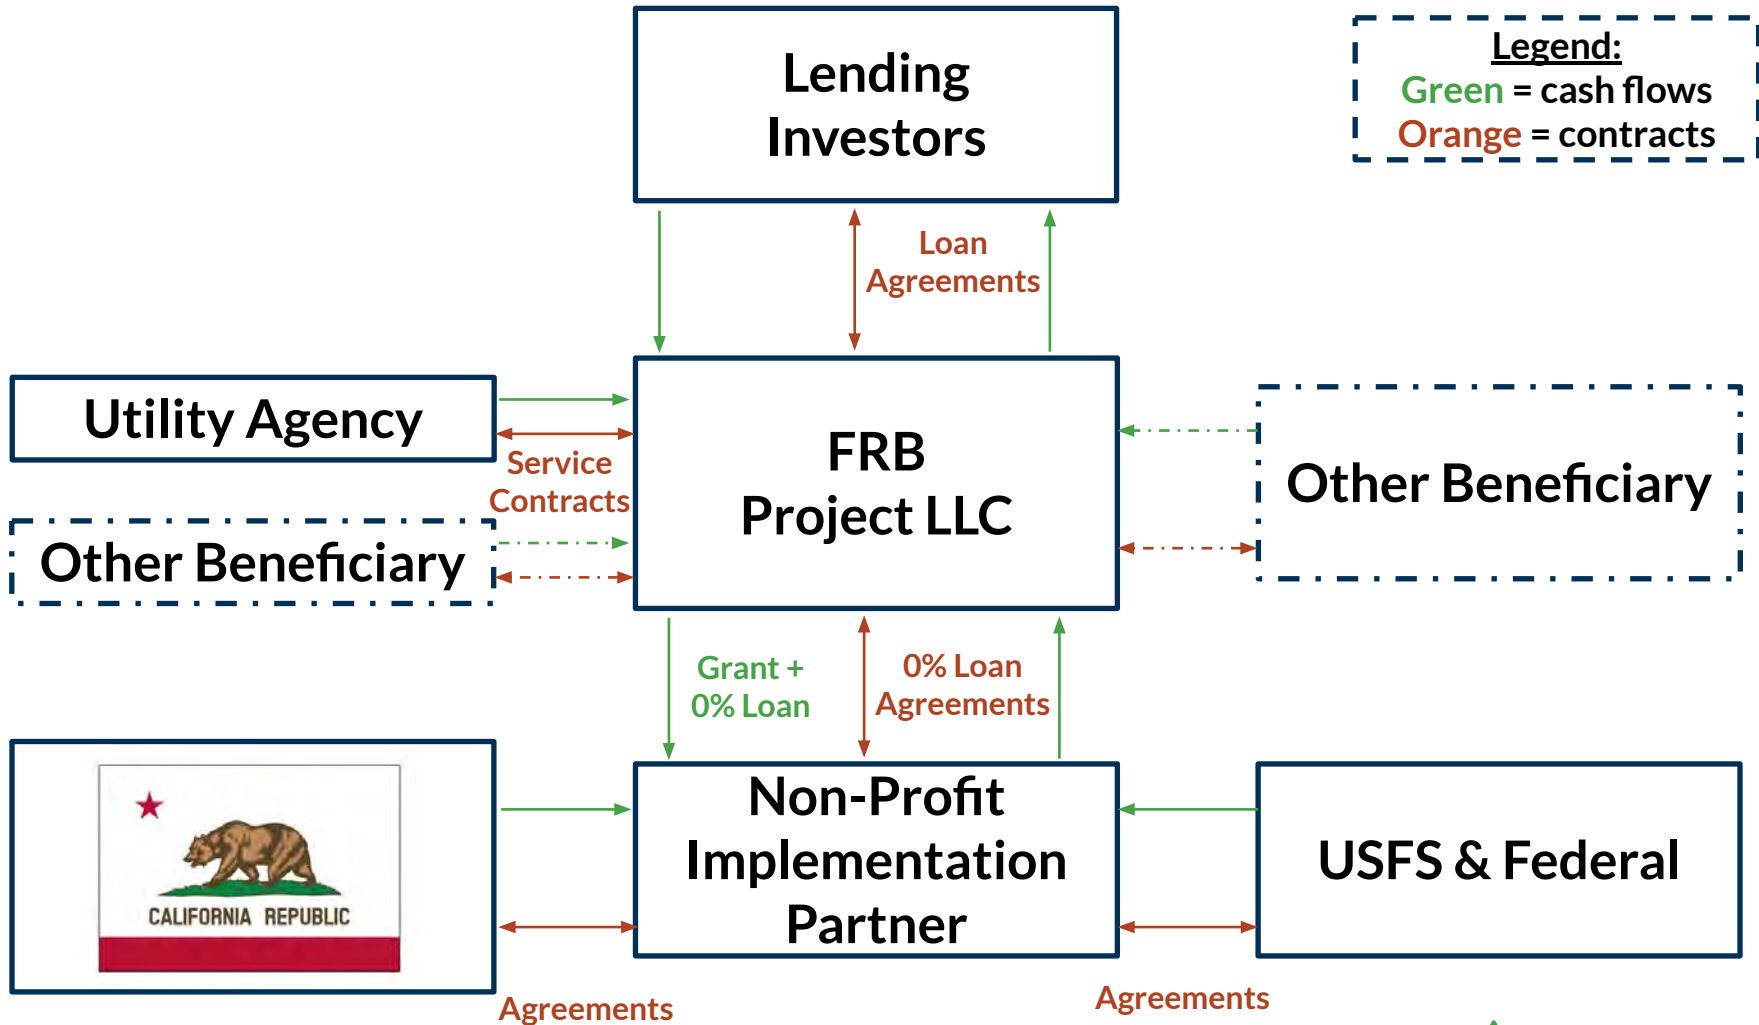 Lending
Investors
Legend:
Green = cash flows
Orange = contracts
Loan
Agreements
Utility Agency
Service
Contracts
FRB
Project LLC
Other Beneficiary
Other Beneficiary
Grant +
0% Loan
0% Loan
Agreements
CALIFORNIA REPUBLIC
Non-Profit
Implementation
Partner
USFS & Federal
Agreements
Agreements